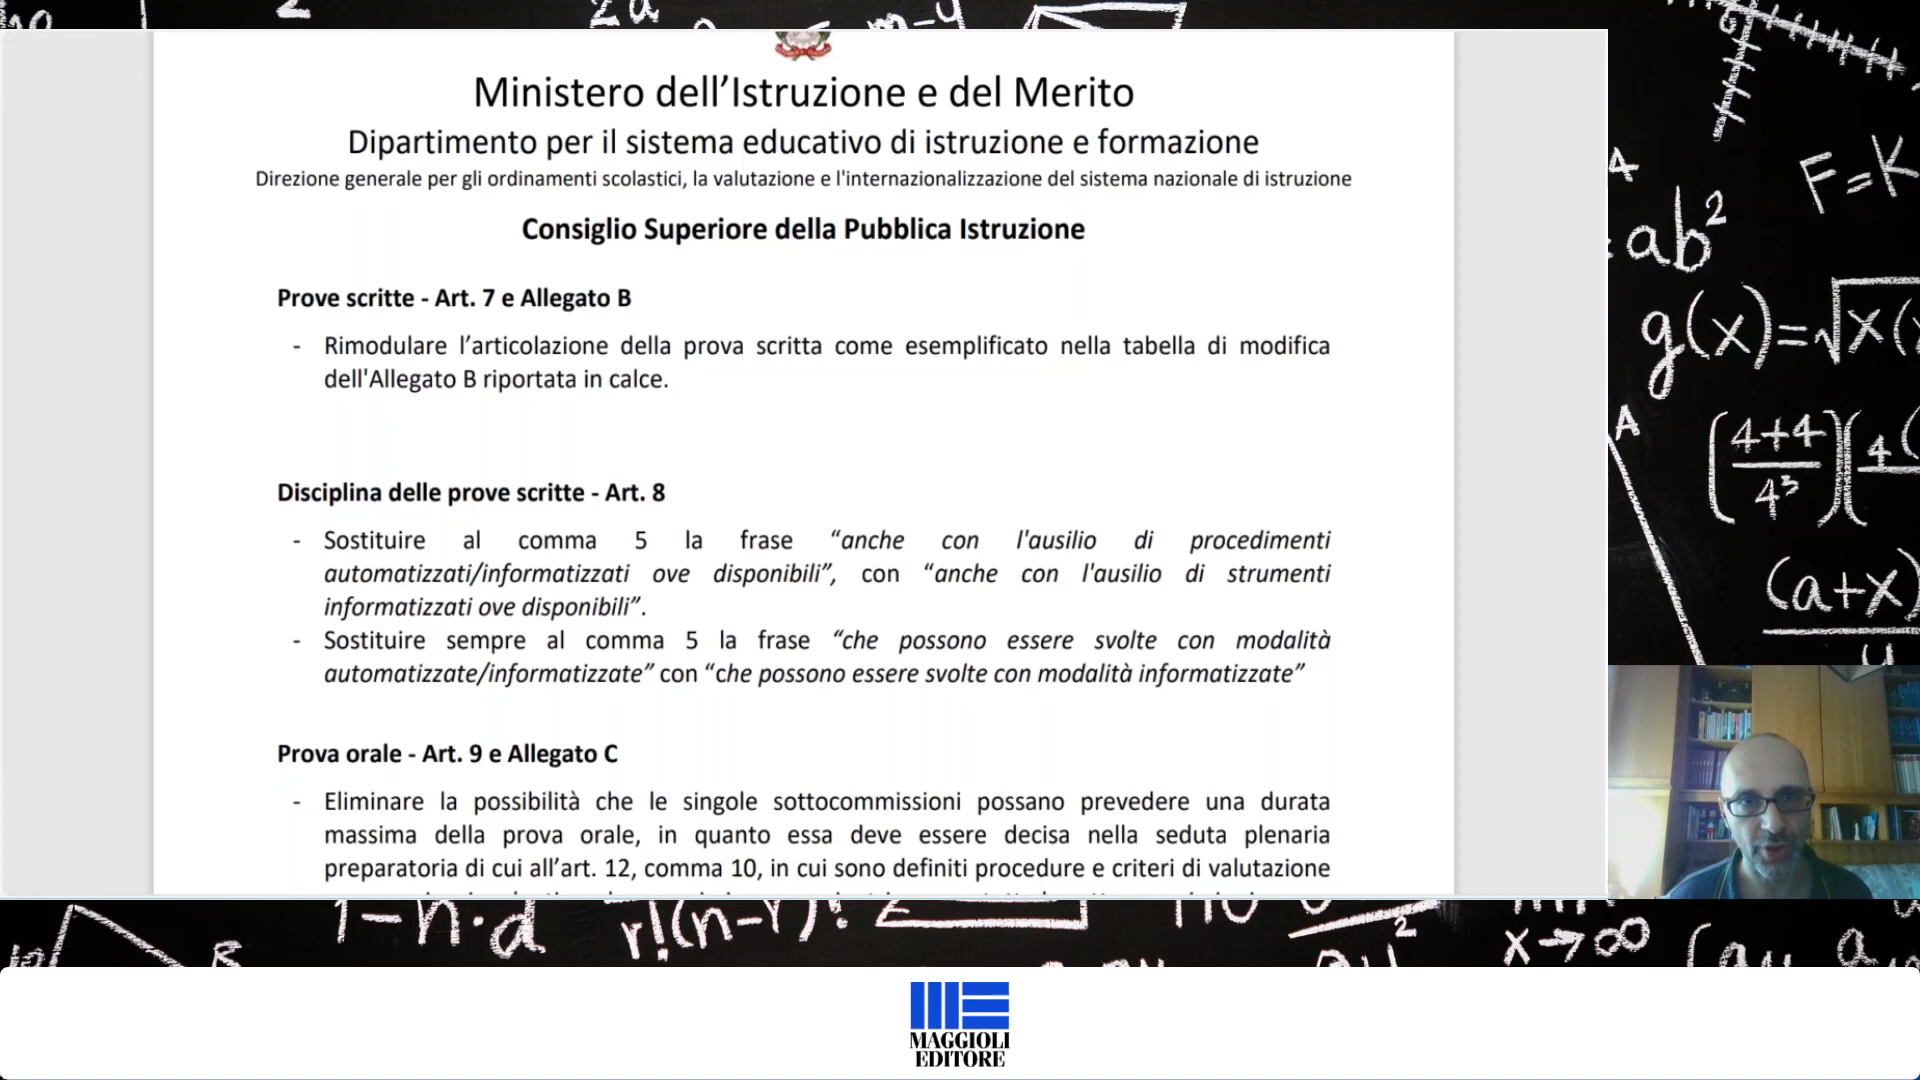 Ministero dell’Istruzione e del Merito
Dipartimento per il sistema educativo di istruzione e formazione
Direzione generale per gli ordinamenti scolastici, la valutazione e l'internazionalizzazione del sistema nazionale di istruzione
Consiglio Superiore della Pubblica Istruzione
Prove scritte - Art. 7 e Allegato B
- Rimodulare l’articolazione della prova scritta come esemplificato nella tabella di modifica
dell'Allegato B riportata in calce.
Disciplina delle prove scritte - Art. 8
- Sostituire al comma 5 la frase “anche con l'ausilio di procedimenti
automatizzati/informatizzati ove disponibili”, con “anche con l'ausilio di strumenti
informatizzati ove disponibili”.
- Sostituire sempre al comma 5 la frase “che possono essere svolte con modalità
automatizzate/informatizzate” con “che possono essere svolte con modalità informatizzate”
Prova orale - Art. 9 e Allegato C
- Eliminare la possibilità che le singole sottocommissioni possano prevedere una durata
massima della prova orale, in quanto essa deve essere decisa nella seduta plenaria
preparatoria di cui all’art. 12, comma 10, in cui sono definiti procedure e criteri di valutazione
2a
m-4
4
F=K
ab²
g(x)=√x(
A
(4+4/4³)(4
(a+x)
1-n·d
r!(n-r)!
x→∞
B
MAGGIOLI
EDITORE